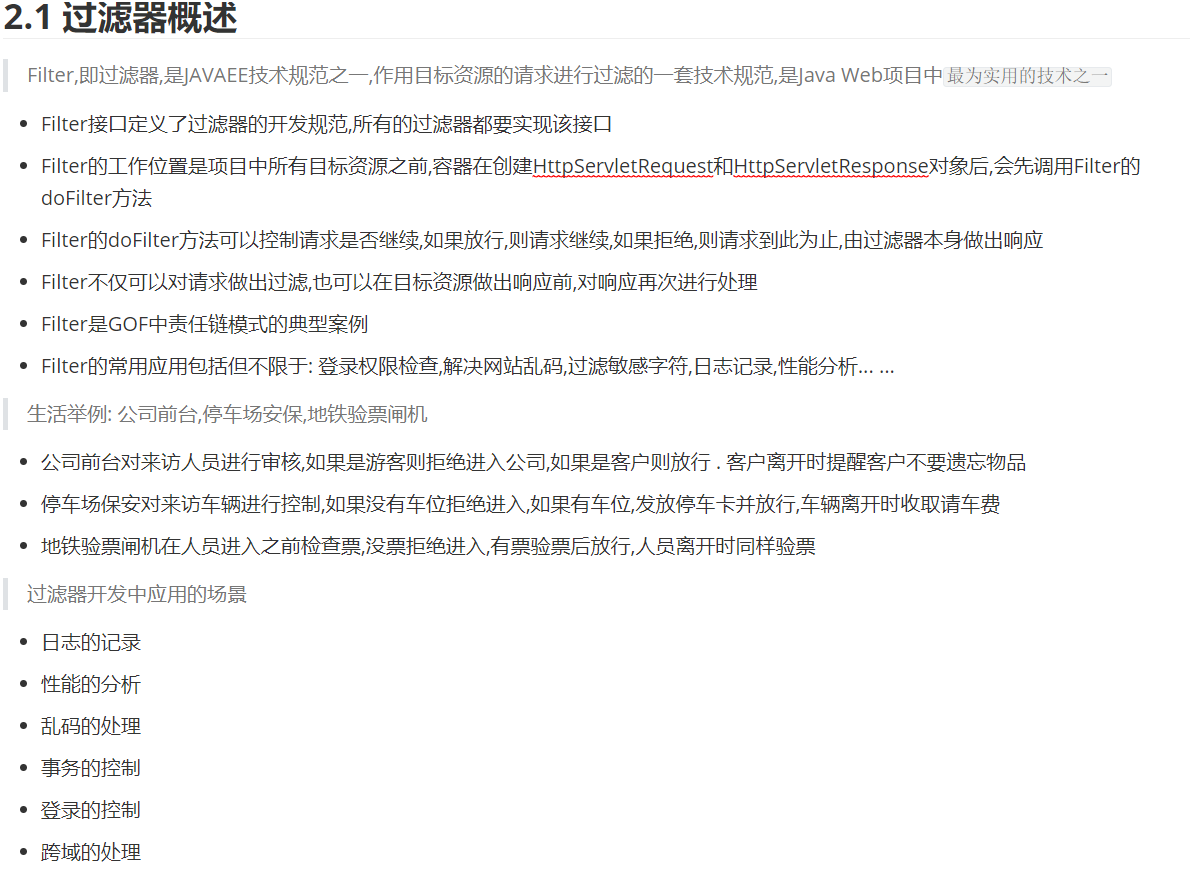 2.1 过滤器概述
Filter,即过滤器,是JAVAEE技术规范之一,作用目标资源的请求进行过滤的一套技术规范,是Java Web项目中最为实用的技术之一
Filter接口定义了过滤器的开发规范,所有的过滤器都要实现该接口
Filter的工作位置是项目中所有目标资源之前,容器在创建HttpServletRequest和HttpServletResponse对象后,会先调用Filter的
doFilter方法
Filter的doFilter方法可以控制请求是否继续,如果放行,则请求继续,如果拒绝,则请求到此为止,由过滤器本身做出响应
Filter不仅可以对请求做出过滤,也可以在目标资源做出响应前,对响应再次进行处理
Filter是GOF中责任链模式的典型案例
Filter的常用应用包括但不限于: 登录权限检查,解决网站乱码,过滤敏感字符,日志记录,性能分析... ...
生活举例: 公司前台,停车场安保,地铁验票闸机
公司前台对来访人员进行审核,如果是游客则拒绝进入公司,如果是客户则放行 . 客户离开时提醒客户不要遗忘物品
停车场保安对来访车辆进行控制,如果没有车位拒绝进入,如果有车位,发放停车卡并放行,车辆离开时收取请车费
地铁验票闸机在人员进入之前检查票,没票拒绝进入,有票验票后放行,人员离开时同样验票
过滤器开发中应用的场景
日志的记录
性能的分析
乱码的处理
事务的控制
登录的控制
跨域的处理